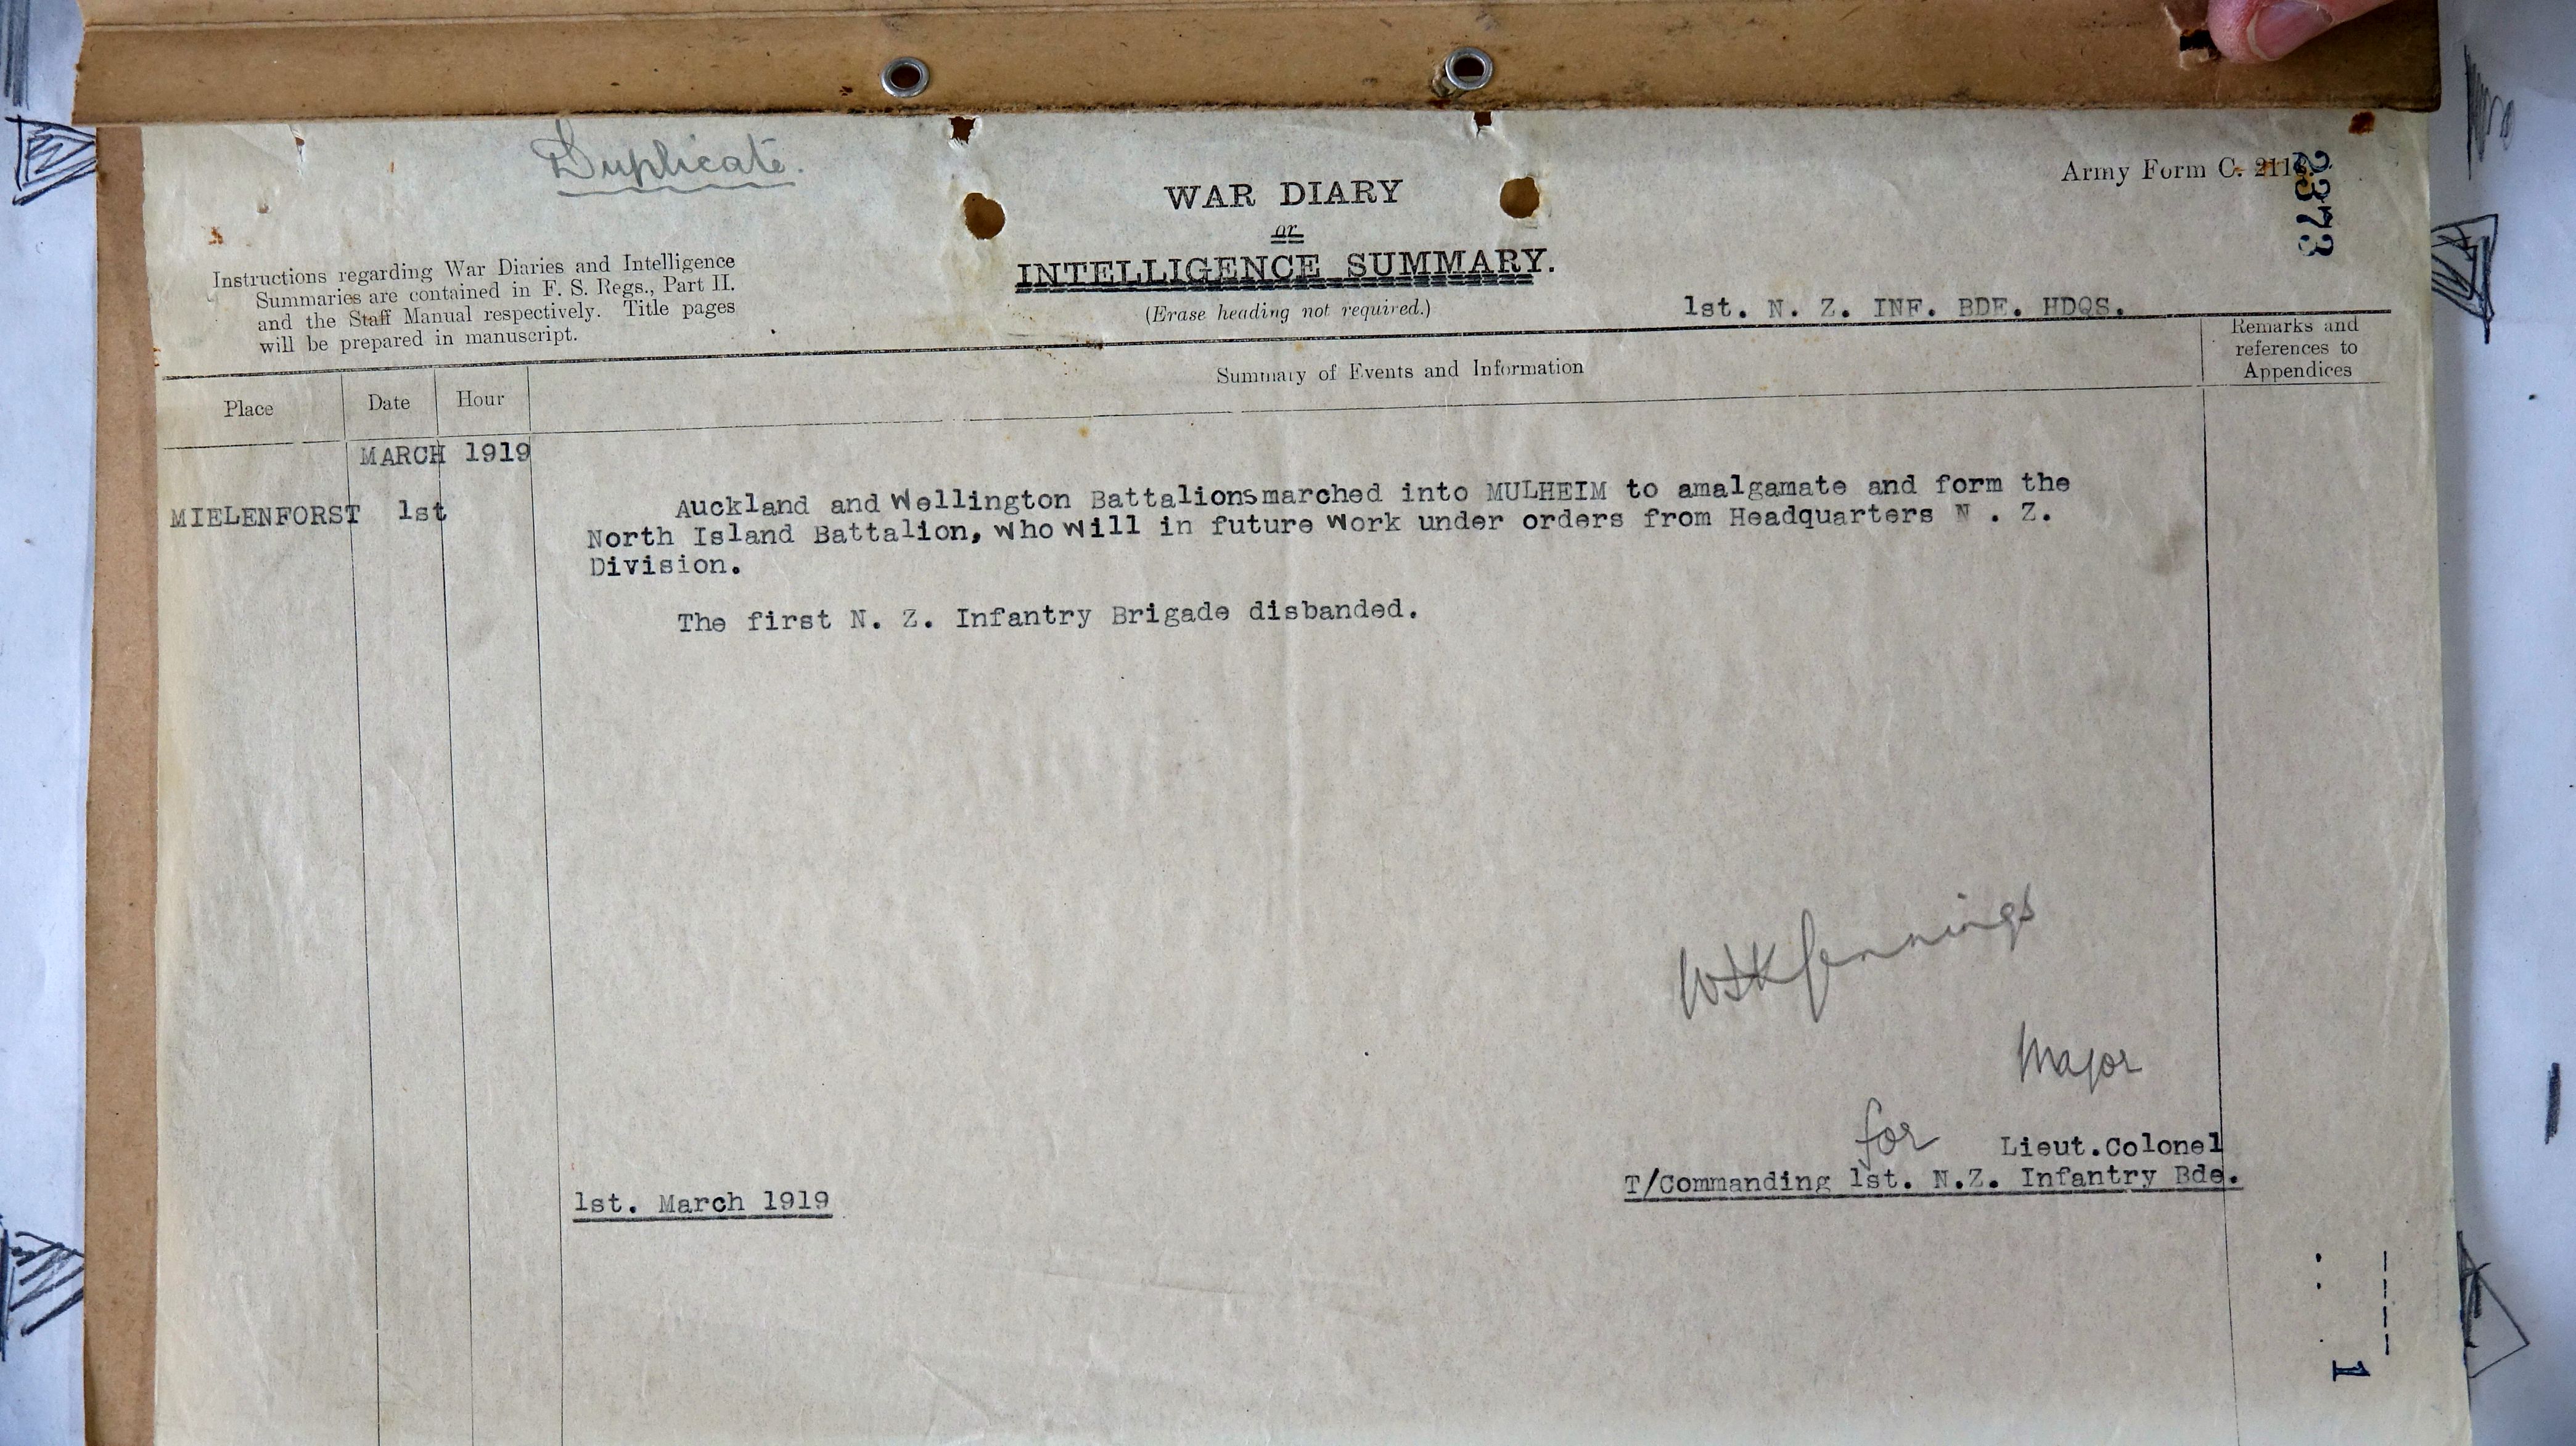 Duplicate.
Army Form C. 2118.
2373
WAR DIARY
or
INTELLIGENCE SUMMARY.
(Erase heading not required.)
Instructions regarding War Diaries and Intelligence
Summaries are contained in F. S. Regs., Part II.
and the Staff Manual respectively. Title pages
will be prepared in manuscript.
1st. N. Z. INF. BDE. HDQS.
Place
Date
Hour
Summary of Events and Information
Remarks and
references to
Appendices
MARCH 1919
MIELENFORST 1st
Auckland and Wellington Battalions marched into MULHEIM to amalgamate and form the
North Island Battalion, who will in future work under orders from Headquarters N . Z.
Division.
The first N. Z. Infantry Brigade disbanded.
Jennings
Major
for Lieut.Colonel
T/Commanding 1st. N.Z. Infantry Bde.
1st. March 1919
1